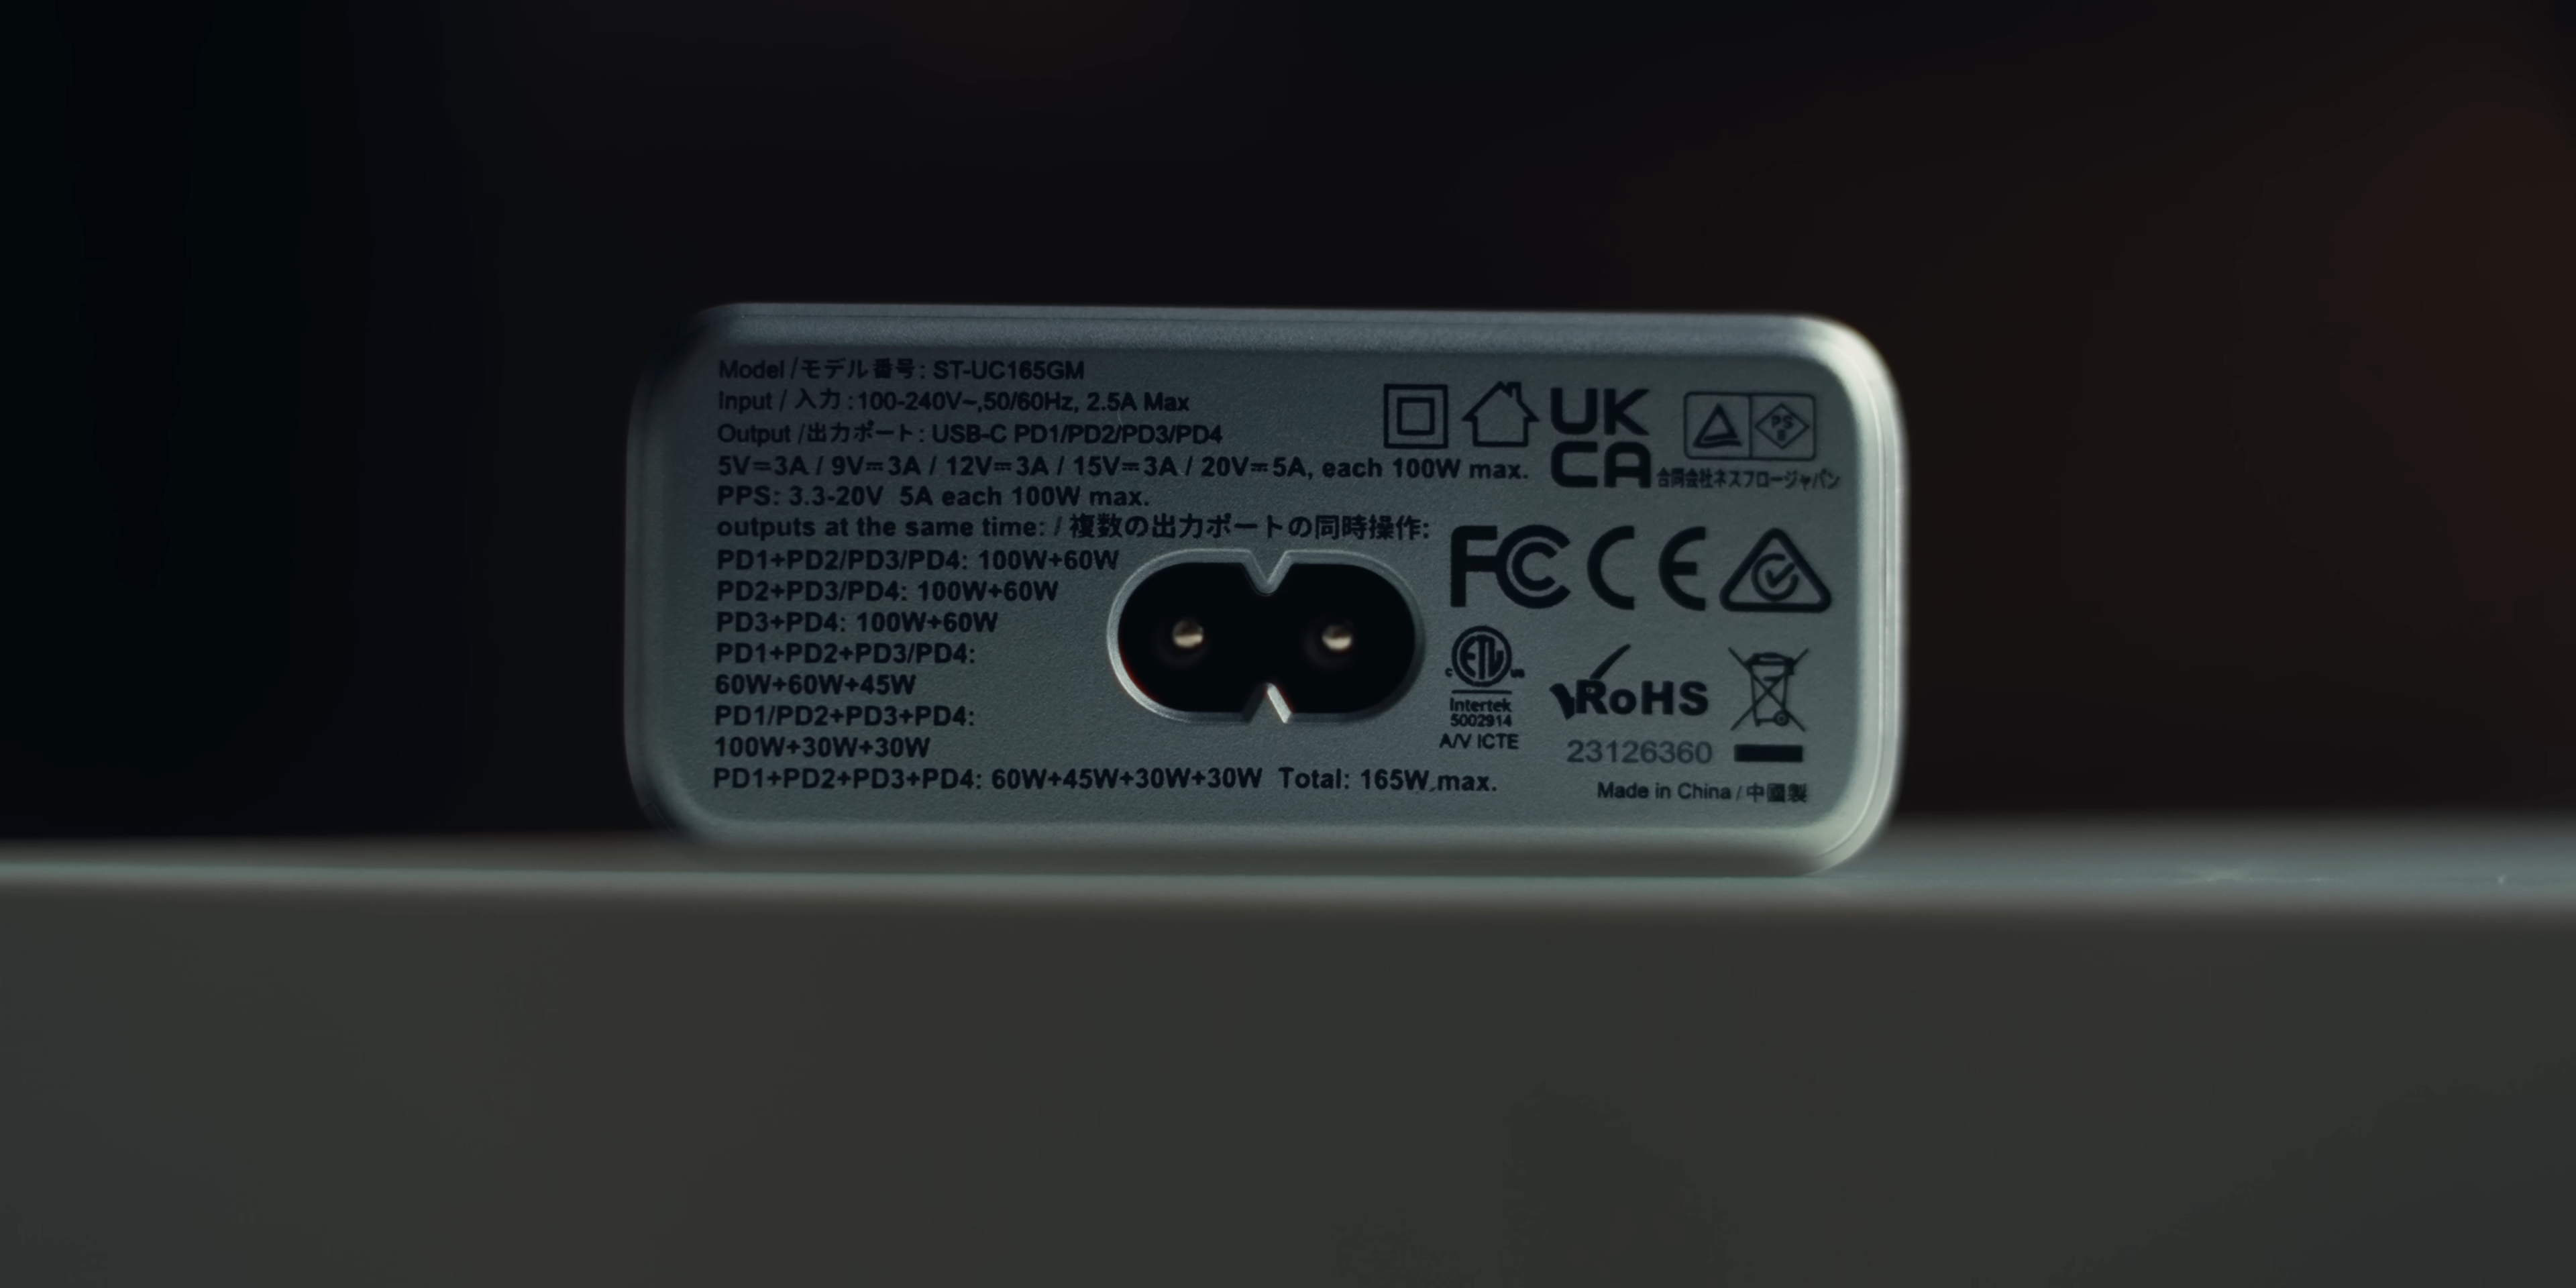 Model /モデル番号: ST-UC165GM
Input / 入力 :100-240V~,50/60Hz, 2.5A Max
Output /出力ポート: USB-C PD1/PD2/PD3/PD4
5V⎓3A / 9V⎓3A / 12V⎓3A / 15V⎓3A / 20V⎓5A, each 100W max.
PPS: 3.3-20V 5A each 100W max.
outputs at the same time: / 複数の出力ポートの同時操作:
PD1+PD2/PD3/PD4: 100W+60W
PD2+PD3/PD4: 100W+60W
PD3+PD4: 100W+60W
PD1+PD2+PD3/PD4:
60W+60W+45W
PD1/PD2+PD3+PD4:
100W+30W+30W
PD1+PD2+PD3+PD4: 60W+45W+30W+30W Total: 165W.max.
UK
CA
PS
E
合同会社ネスフロージャパン
FC CE
c ETL us
Intertek
5002914
A/V ICTE
RoHS
23126360
Made in China / 中國製